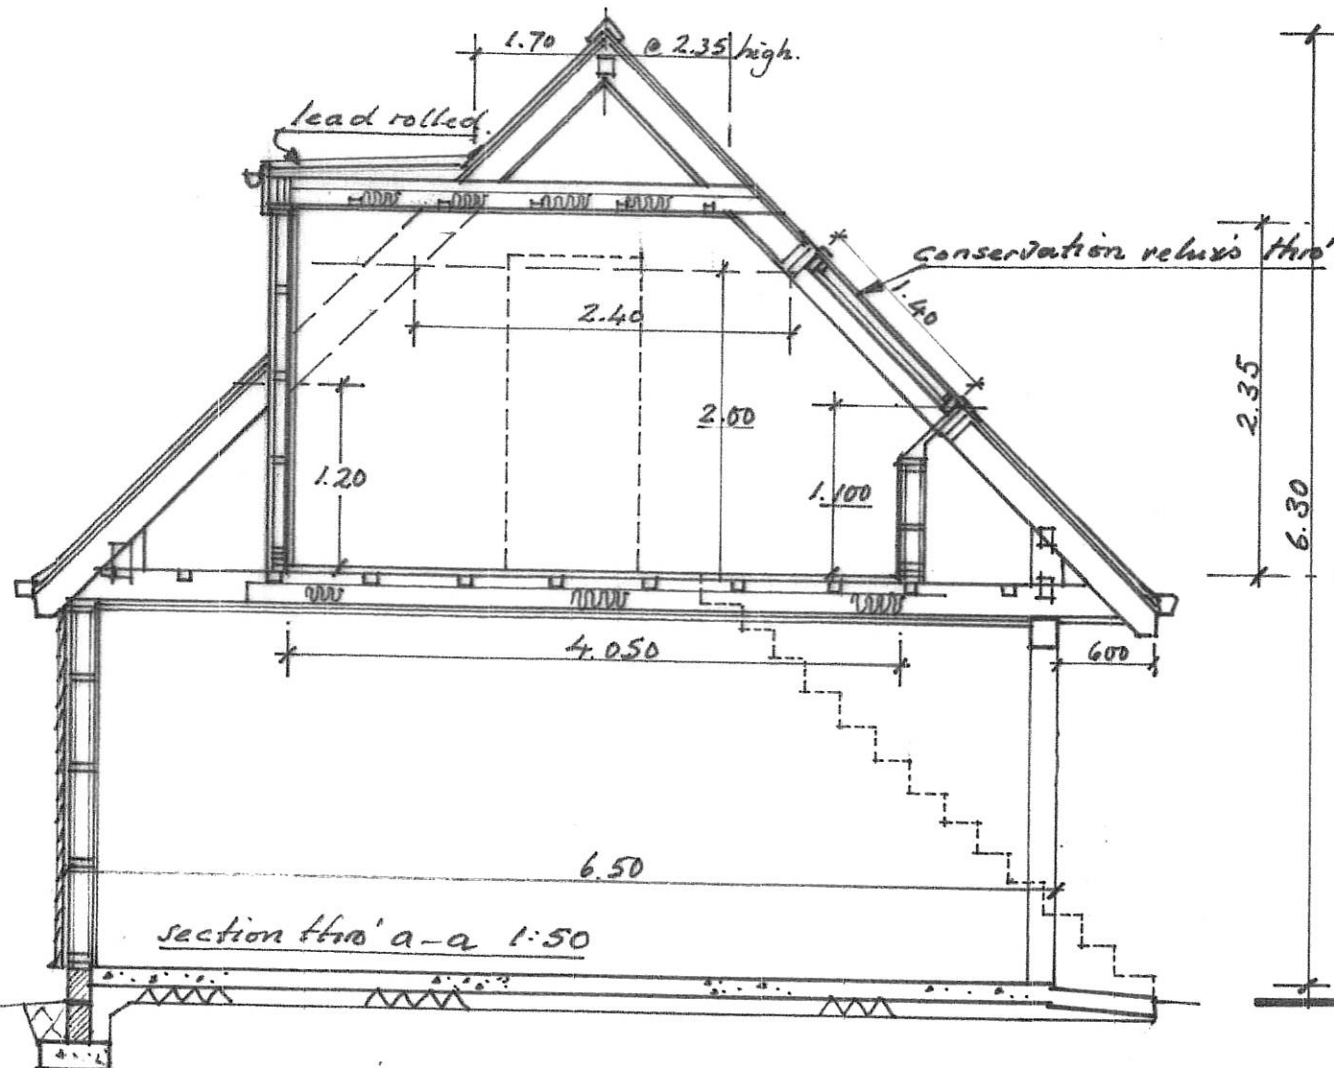 1.70
@ 2.35 high.
lead rolled.
conservation relux's thro'
1.40
2.40
2.35
2.00
1.20
1.100
6.30
4.050
600
6.50
section thro' a-a 1:50